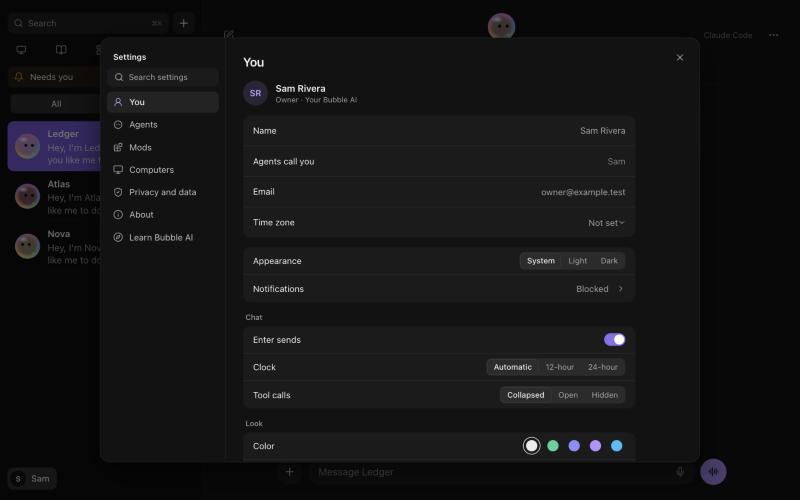 Search ⌘K
Claude Code
Needs you
All
Ledger
Hey, I'm Led
you like me t
Atlas
Hey, I'm Atla
like me to do
Nova
Hey, I'm Nov
like me to do
S Sam
Settings
Search settings
You
Agents
Mods
Computers
Privacy and data
About
Learn Bubble AI
You
SR
Sam Rivera
Owner · Your Bubble AI
Name Sam Rivera
Agents call you Sam
Email owner@example.test
Time zone Not set
Appearance System Light Dark
Notifications Blocked
Chat
Enter sends
Clock Automatic 12-hour 24-hour
Tool calls Collapsed Open Hidden
Look
Color
Message Ledger